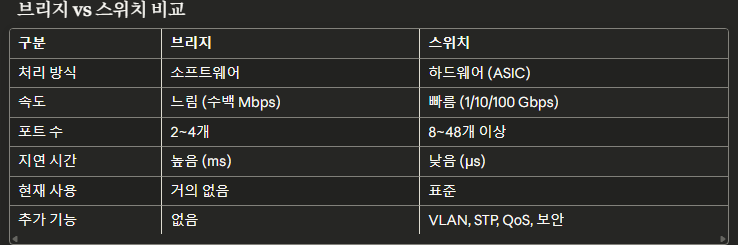 브리지 vs 스위치 비교
구분 브리지 스위치
처리 방식 소프트웨어 하드웨어 (ASIC)
속도 느림 (수백 Mbps) 빠름 (1/10/100 Gbps)
포트 수 2~4개 8~48개 이상
지연 시간 높음 (ms) 낮음 (μs)
현재 사용 거의 없음 표준
추가 기능 없음 VLAN, STP, QoS, 보안